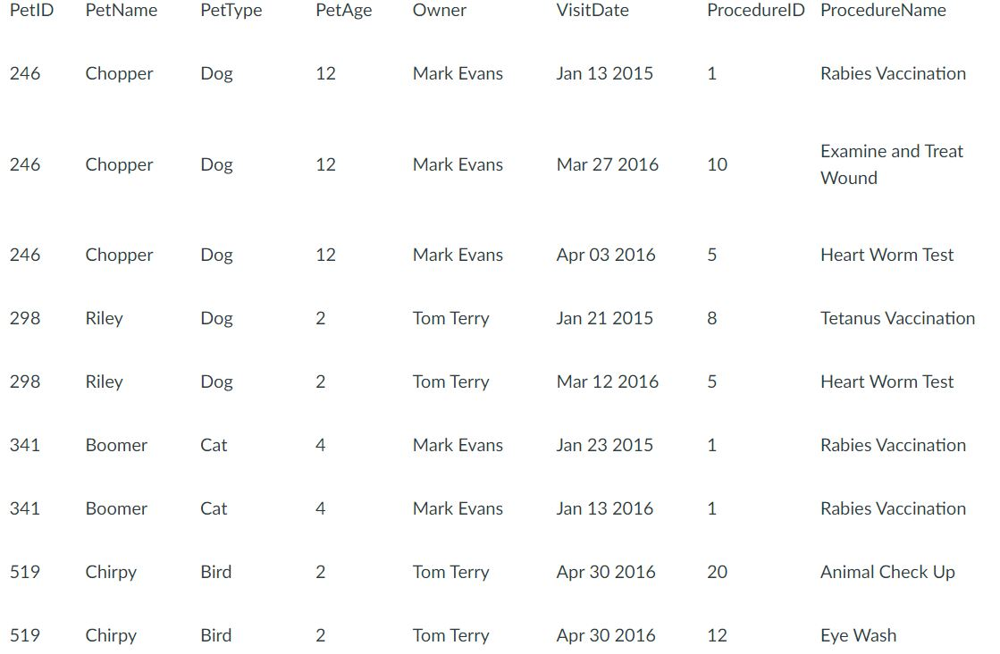 PetID PetName PetType PetAge Owner VisitDate ProcedureID ProcedureName
246 Chopper Dog 12 Mark Evans Jan 13 2015 1 Rabies Vaccination
246 Chopper Dog 12 Mark Evans Mar 27 2016 10 Examine and Treat
Wound
246 Chopper Dog 12 Mark Evans Apr 03 2016 5 Heart Worm Test
298 Riley Dog 2 Tom Terry Jan 21 2015 8 Tetanus Vaccination
298 Riley Dog 2 Tom Terry Mar 12 2016 5 Heart Worm Test
341 Boomer Cat 4 Mark Evans Jan 23 2015 1 Rabies Vaccination
341 Boomer Cat 4 Mark Evans Jan 13 2016 1 Rabies Vaccination
519 Chirpy Bird 2 Tom Terry Apr 30 2016 20 Animal Check Up
519 Chirpy Bird 2 Tom Terry Apr 30 2016 12 Eye Wash